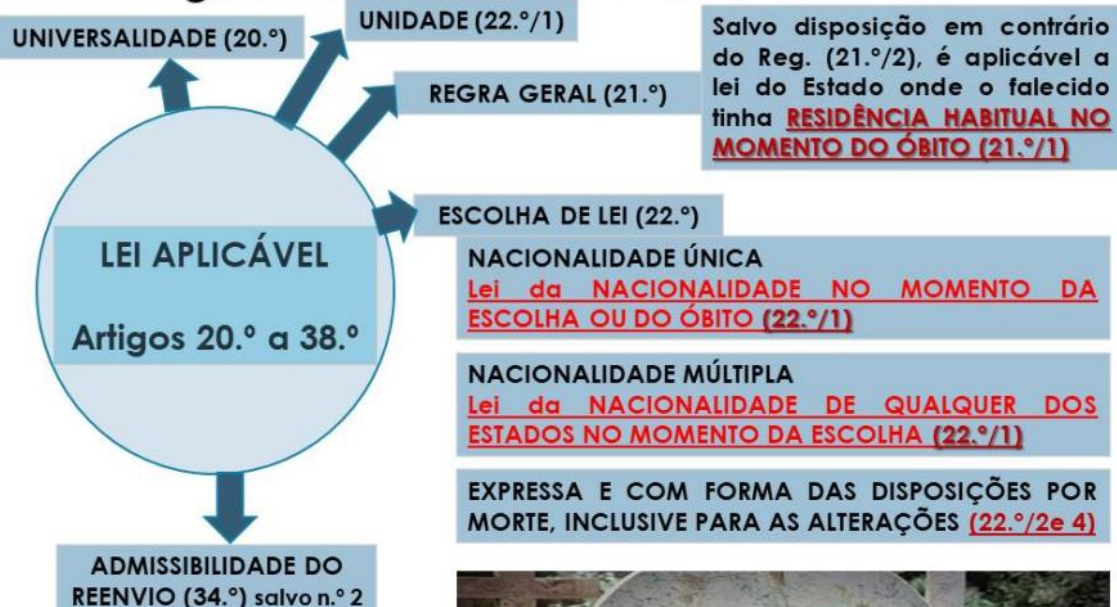 UNIVERSALIDADE (20.º)
UNIDADE (22.º/1)
REGRA GERAL (21.º)
Salvo disposição em contrário
do Reg. (21.º/2), é aplicável a
lei do Estado onde o falecido
tinha RESIDÊNCIA HABITUAL NO
MOMENTO DO ÓBITO (21.º/1)
ESCOLHA DE LEI (22.º)
LEI APLICÁVEL
Artigos 20.º a 38.º
NACIONALIDADE ÚNICA
Lei da NACIONALIDADE NO MOMENTO DA
ESCOLHA OU DO ÓBITO (22.º/1)
NACIONALIDADE MÚLTIPLA
Lei da NACIONALIDADE DE QUALQUER DOS
ESTADOS NO MOMENTO DA ESCOLHA (22.º/1)
EXPRESSA E COM FORMA DAS DISPOSIÇÕES POR
MORTE, INCLUSIVE PARA AS ALTERAÇÕES (22.º/2e 4)
ADMISSIBILIDADE DO
REENVIO (34.º) salvo n.º 2